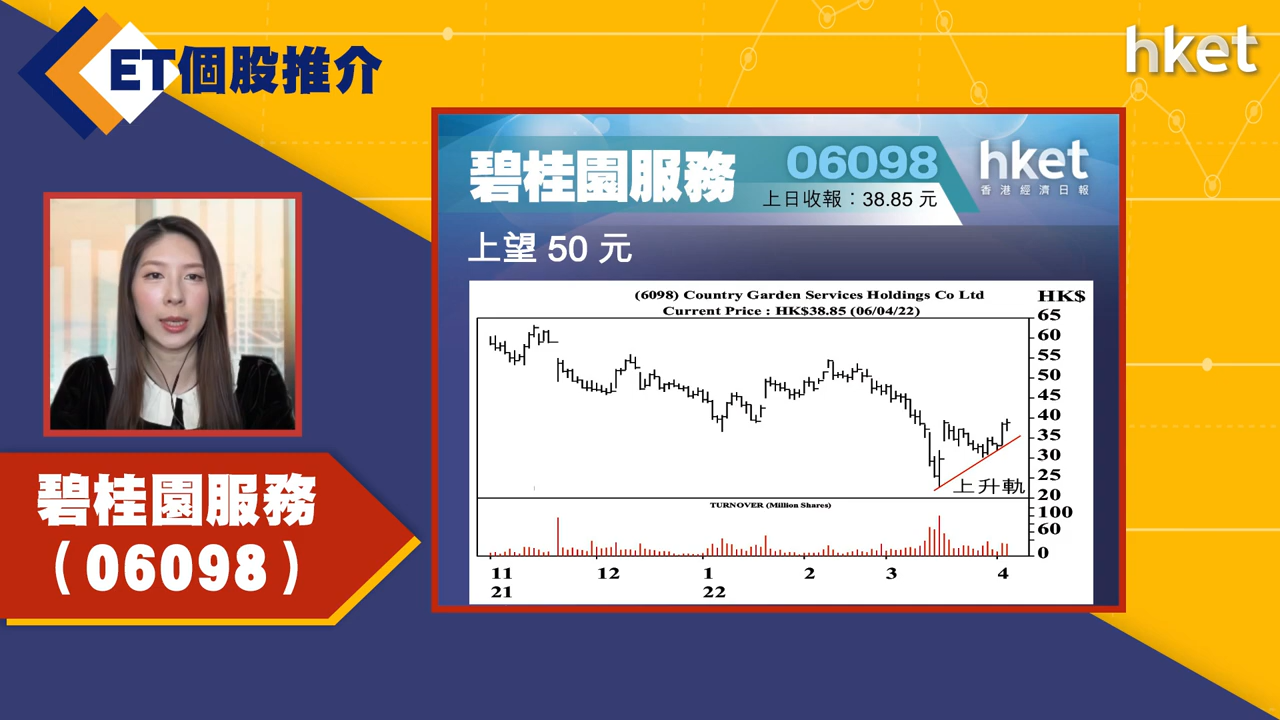 ET個股推介
hket
碧桂園服務
06098
上日收報：38.85 元
hket
香港經濟日報
上望 50 元
(6098) Country Garden Services Holdings Co Ltd
Current Price : HK$38.85 (06/04/22)
HK$
65
60
55
50
45
40
35
30
25
20
上升軌
TURNOVER (Million Shares)
100
60
0
11 12 1 2 3 4
21 22
碧桂園服務
（06098）